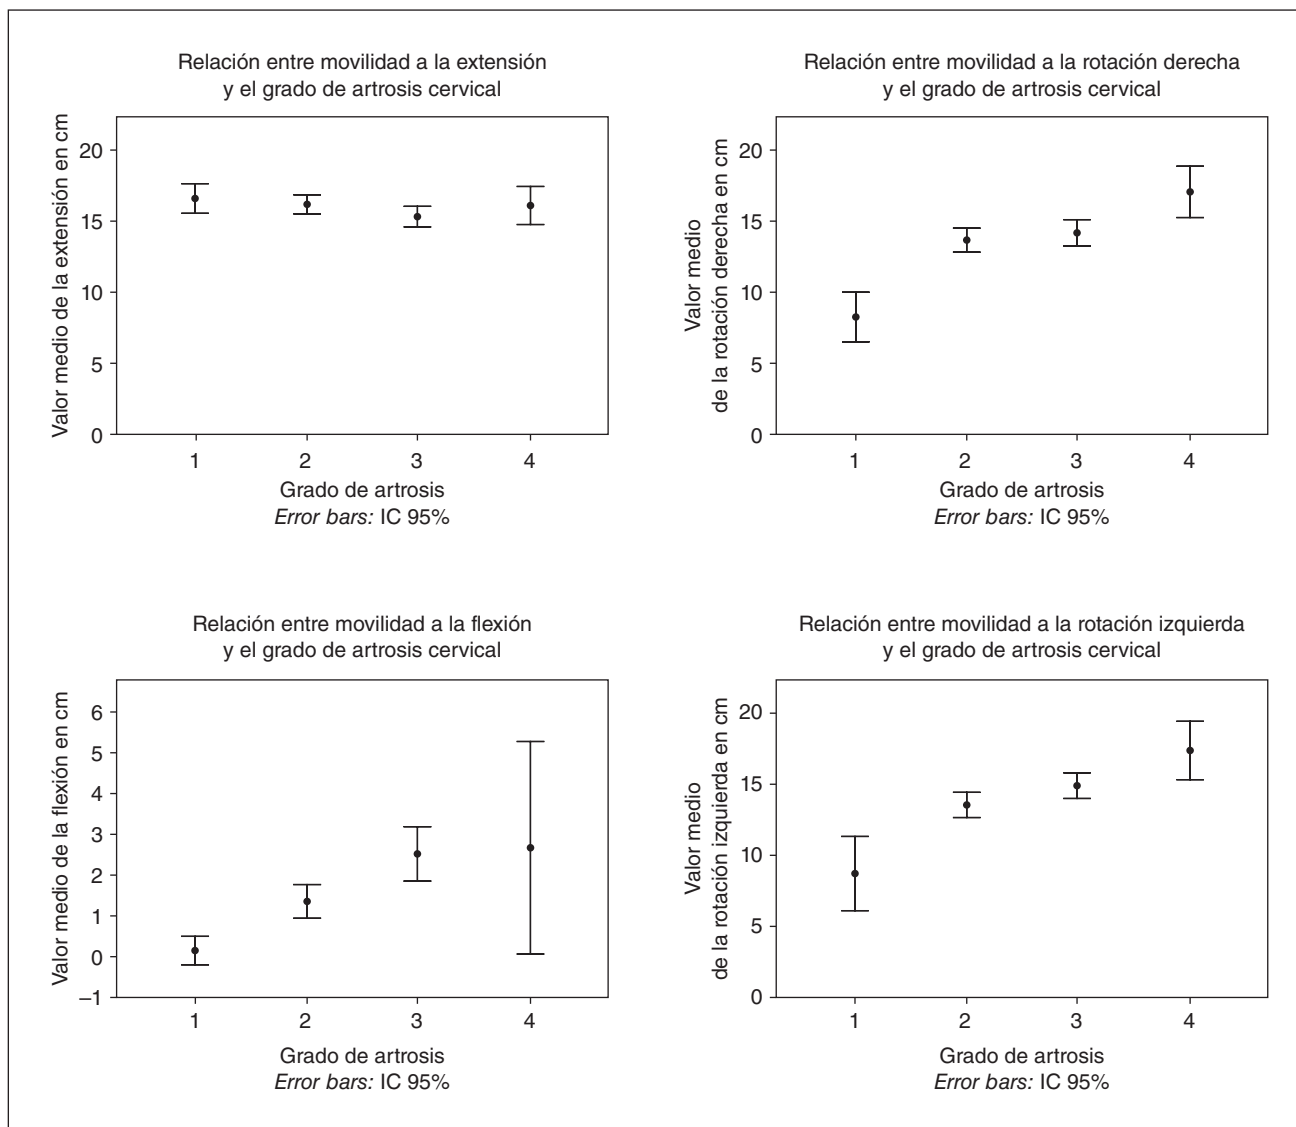 Relación entre movilidad a la extensión
y el grado de artrosis cervical
Valor medio de la extensión en cm
20
15
10
5
0
1 2 3 4
Grado de artrosis
Error bars: IC 95%
Relación entre movilidad a la rotación derecha
y el grado de artrosis cervical
Valor medio
de la rotación derecha en cm
20
15
10
5
0
1 2 3 4
Grado de artrosis
Error bars: IC 95%
Relación entre movilidad a la flexión
y el grado de artrosis cervical
Valor medio de la flexión en cm
6
5
4
3
2
1
0
–1
1 2 3 4
Grado de artrosis
Error bars: IC 95%
Relación entre movilidad a la rotación izquierda
y el grado de artrosis cervical
Valor medio
de la rotación izquierda en cm
20
15
10
5
0
1 2 3 4
Grado de artrosis
Error bars: IC 95%